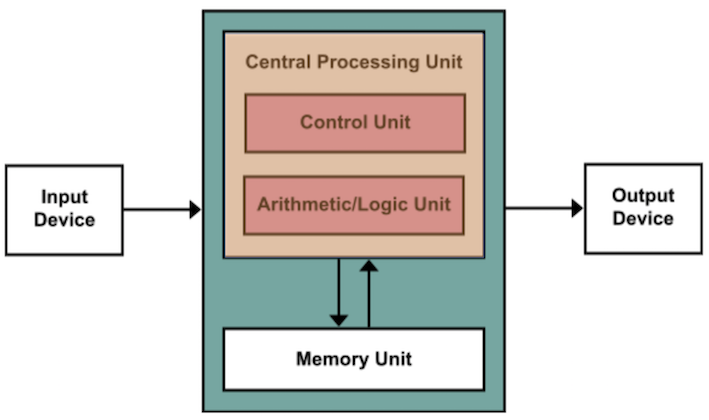 Central Processing Unit
Control Unit
Arithmetic/Logic Unit
Input
Device
Output
Device
Memory Unit